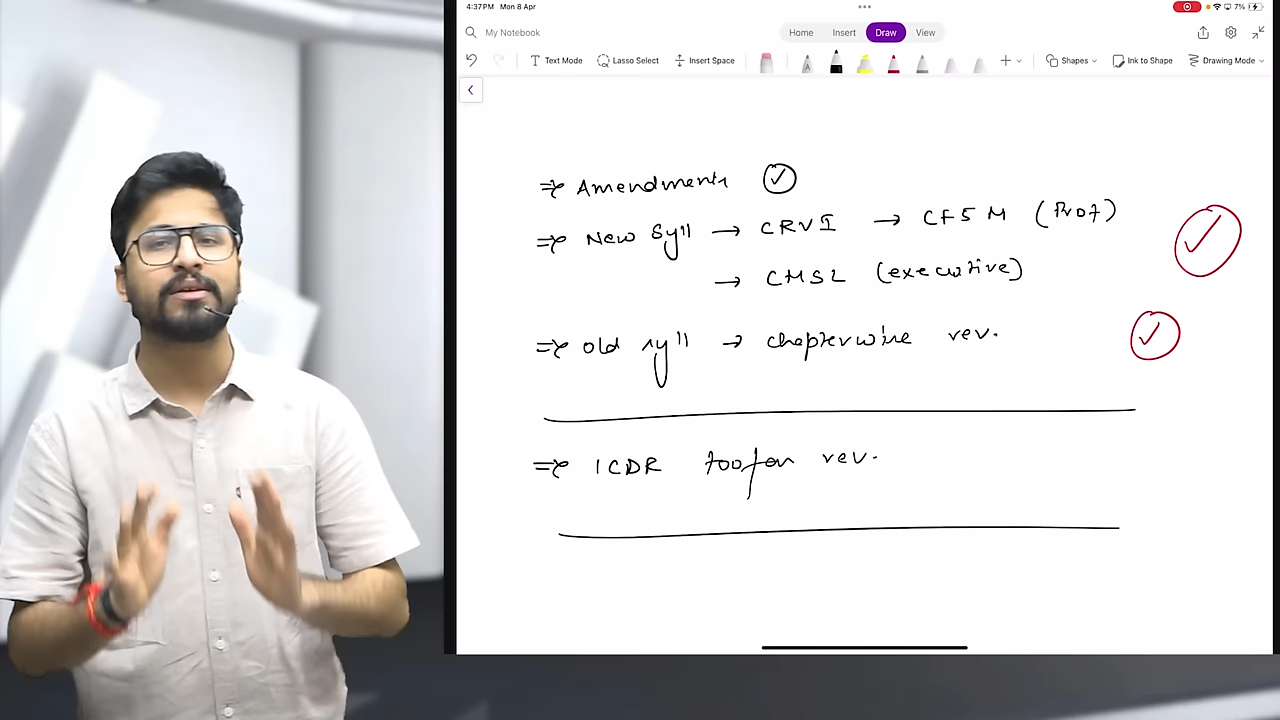 4:37PM Mon 8 Apr
7%
My Notebook
Home Insert Draw View
Text Mode Lasso Select Insert Space Shapes Ink to Shape Drawing Mode
⇒ Amendments
⇒ New Syll → CRVI → CFSM (Prof)
→ CMSL (executive)
⇒ Old syll → chapterwise rev.
⇒ ICDR toofan rev.